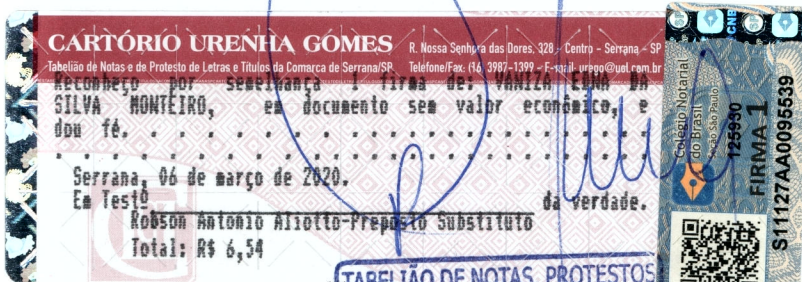 CARTÓRIO URENHA GOMES
R. Nossa Senhora das Dores, 328 - Centro - Serrana - SP
Tabelião de Notas e de Protesto de Letras e Títulos da Comarca de Serrana/SP
Telefone/Fax: (16) 3987-1399 - E-mail: urago@uol.com.br
Reconheço por semelhança 1 firma de: VANIZA EDNA DA
SILVA MONTEIRO, em documento sem valor econômico, e
dou fé. . . . . . . . . . . . . . . . . . . . . . .
Serrana, 06 de março de 2020.
Em Testº da verdade.
Robson Antonio Aliotto-Preposto Substituto
Total: R$ 6,54
TABELIÃO DE NOTAS PROTESTOS
Colégio Notarial
do Brasil
Seção São Paulo
125930
FIRMA 1
S11127AA0095539
CNB